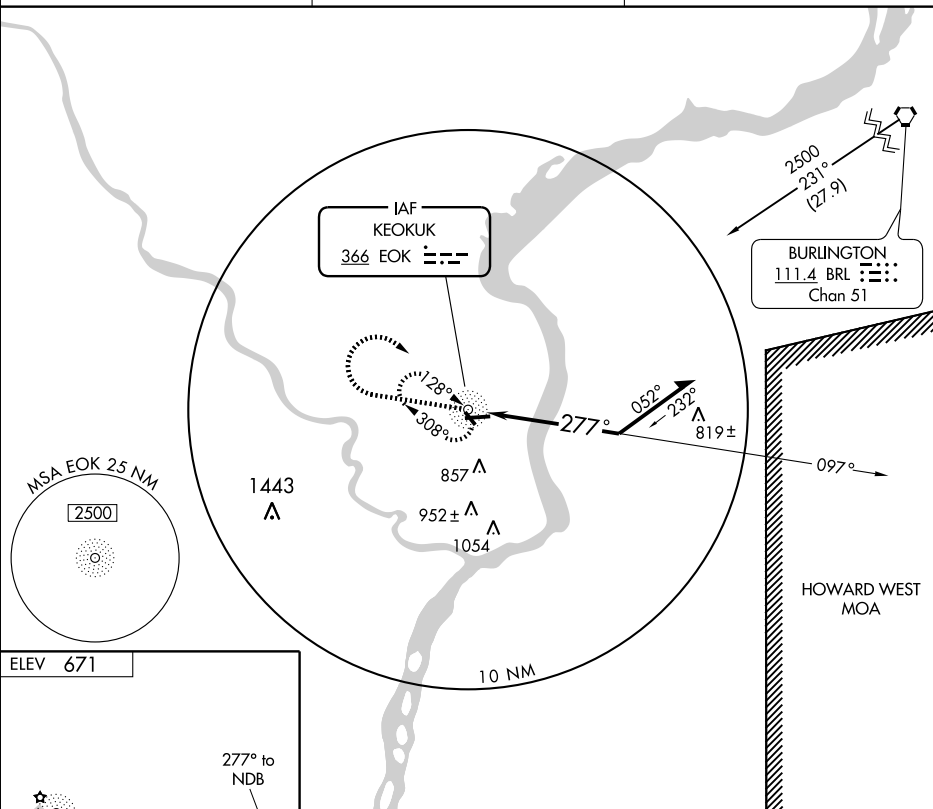 2500
231°
(27.9)
IAF
KEOKUK
366 EOK
BURLINGTON
111.4 BRL
Chan 51
128°
308°
277°
052°
232°
819±
097°
857
952±
1054
1443
MSA EOK 25 NM
2500
HOWARD WEST
MOA
10 NM
ELEV 671
277° to
NDB